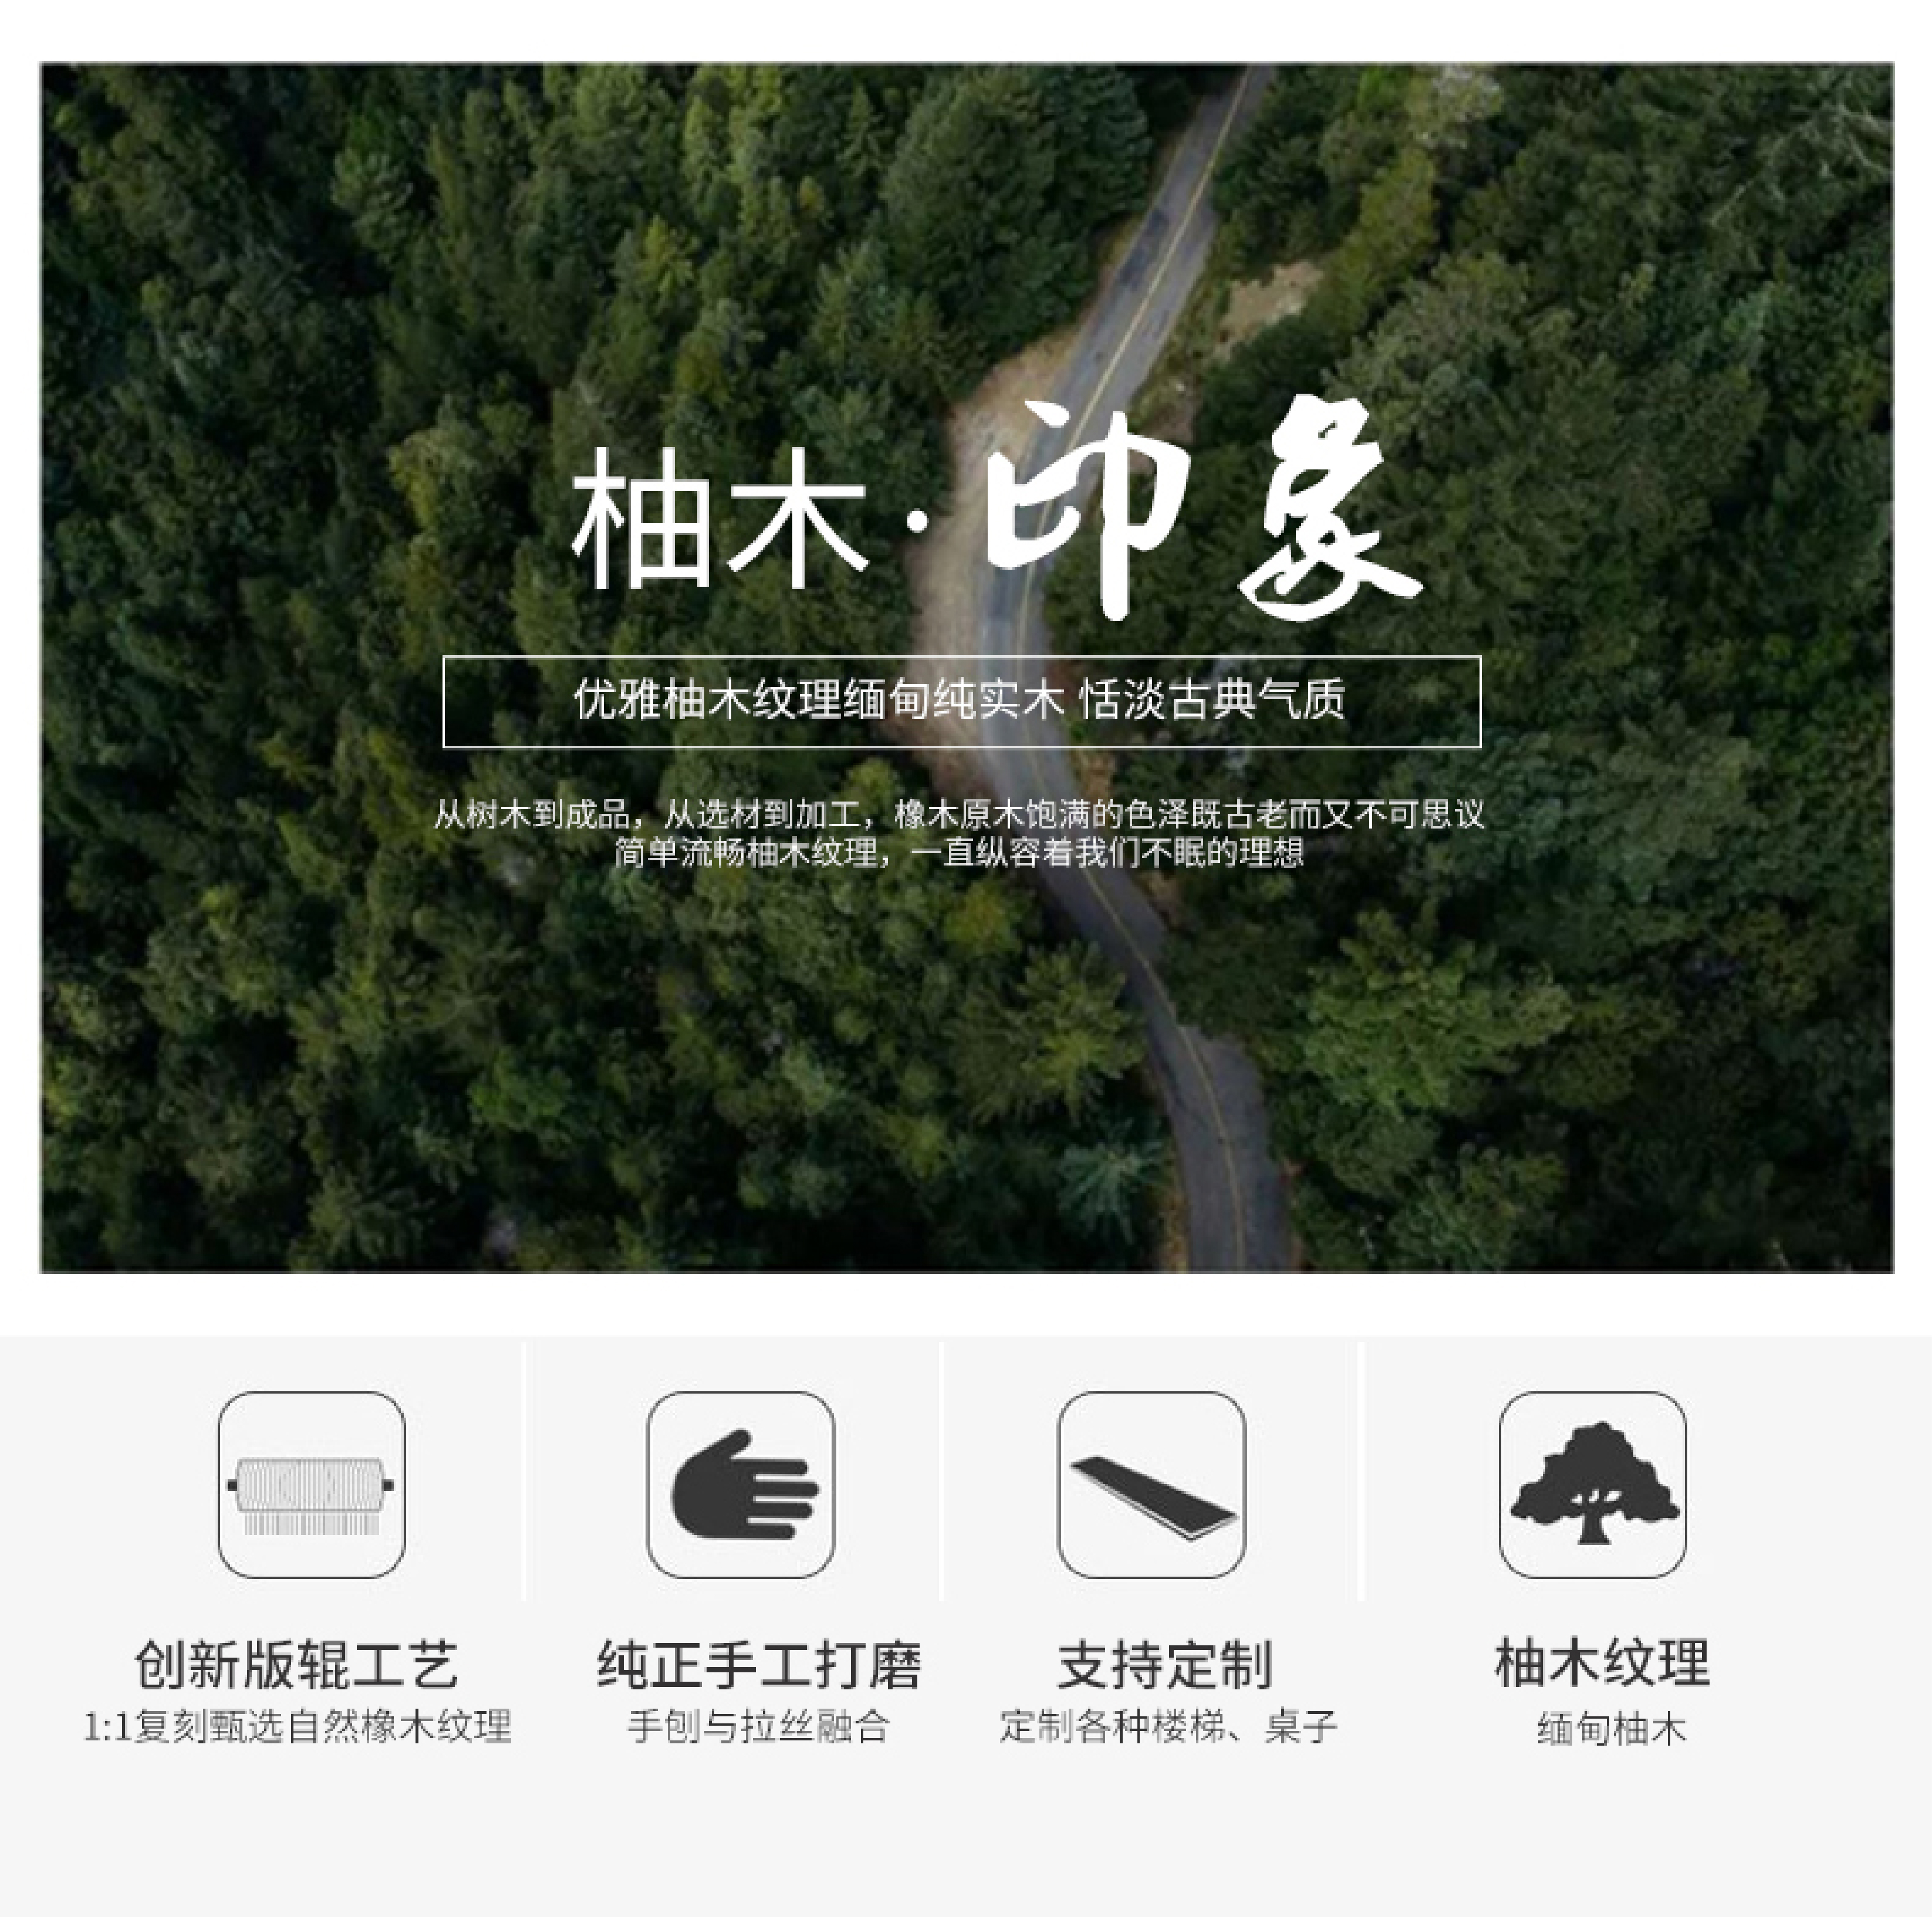 柚木·印象
优雅柚木纹理缅甸纯实木 恬淡古典气质
从树木到成品，从选材到加工，橡木原木饱满的色泽既古老而又不可思议
简单流畅柚木纹理，一直纵容着我们不眠的理想
创新版辊工艺
1:1复刻甄选自然橡木纹理
纯正手工打磨
手刨与拉丝融合
支持定制
定制各种楼梯、桌子
柚木纹理
缅甸柚木